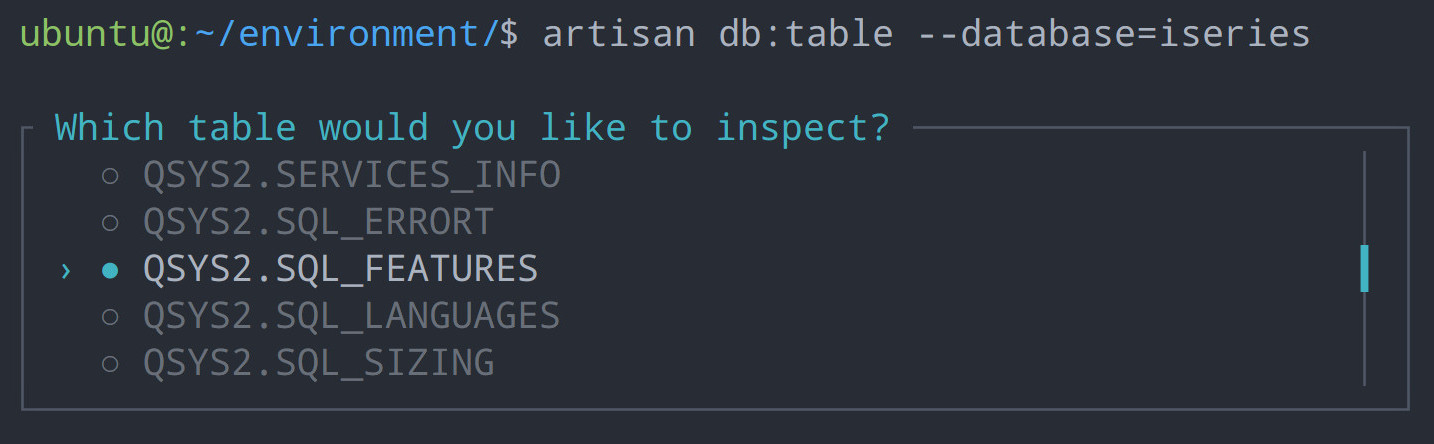 ubuntu@:~/environment/$ artisan db:table --database=iseries
Which table would you like to inspect?
○ QSYS2.SERVICES_INFO
○ QSYS2.SQL_ERRORT
› ● QSYS2.SQL_FEATURES
○ QSYS2.SQL_LANGUAGES
○ QSYS2.SQL_SIZING